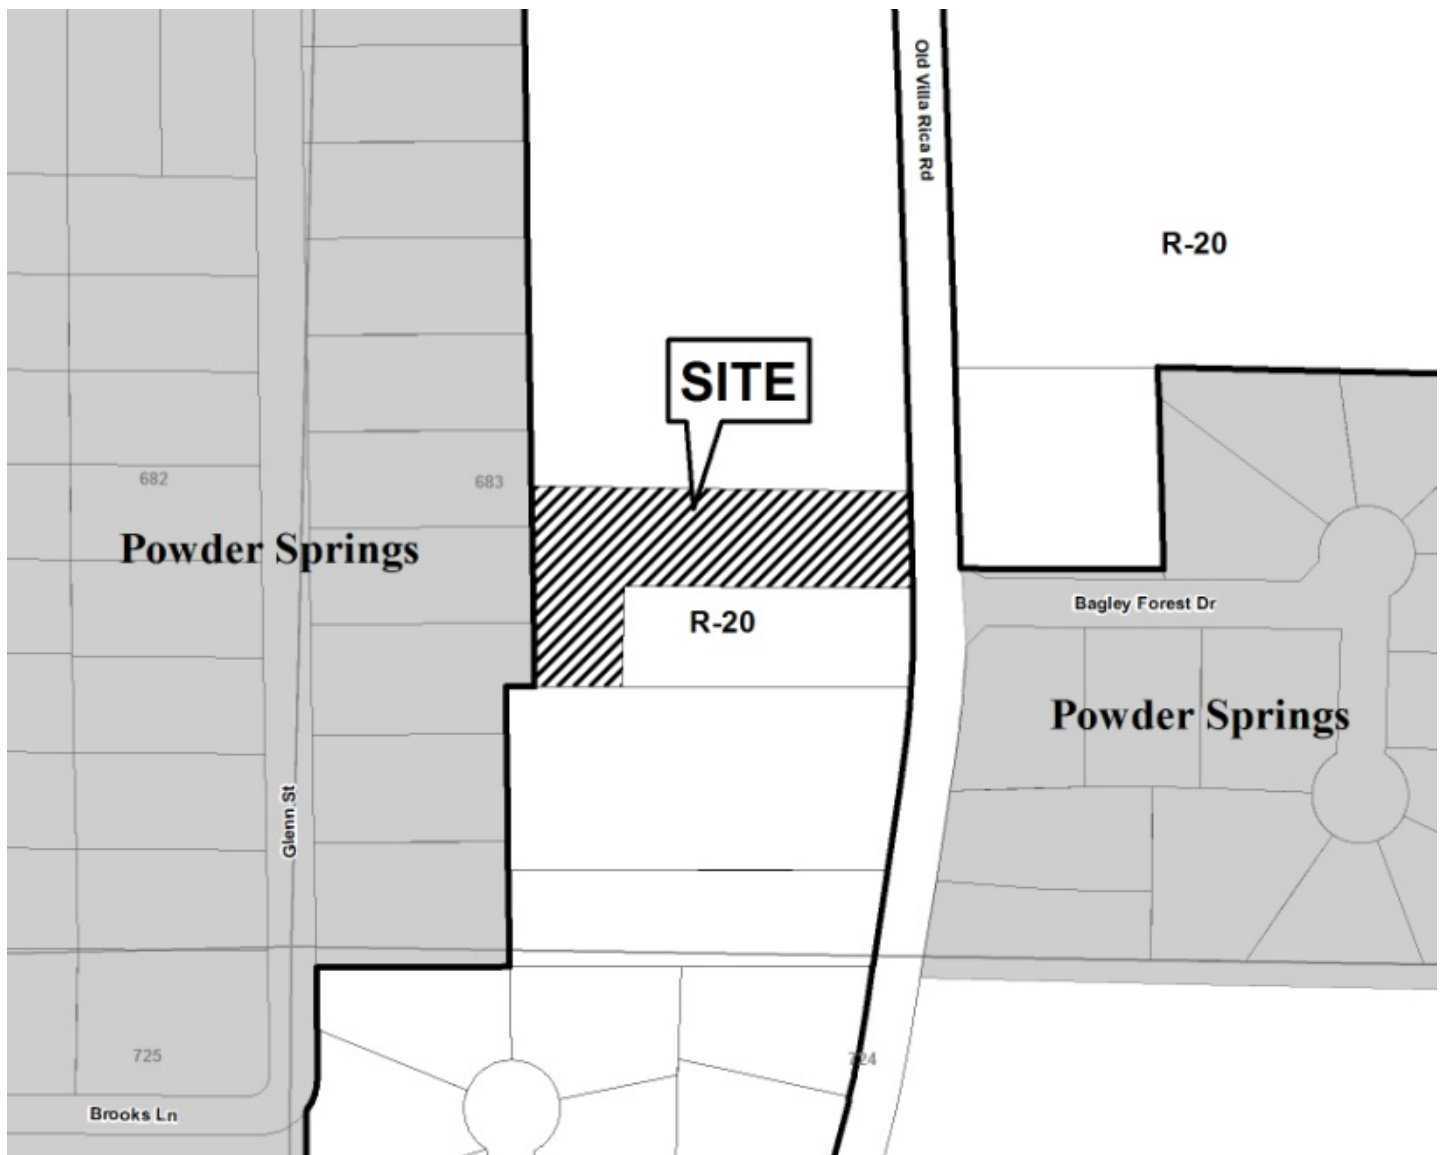 Old Villa Rica Rd
R-20
SITE
682
683
Powder Springs
Bagley Forest Dr
R-20
Powder Springs
Glenn St
725
724
Brooks Ln